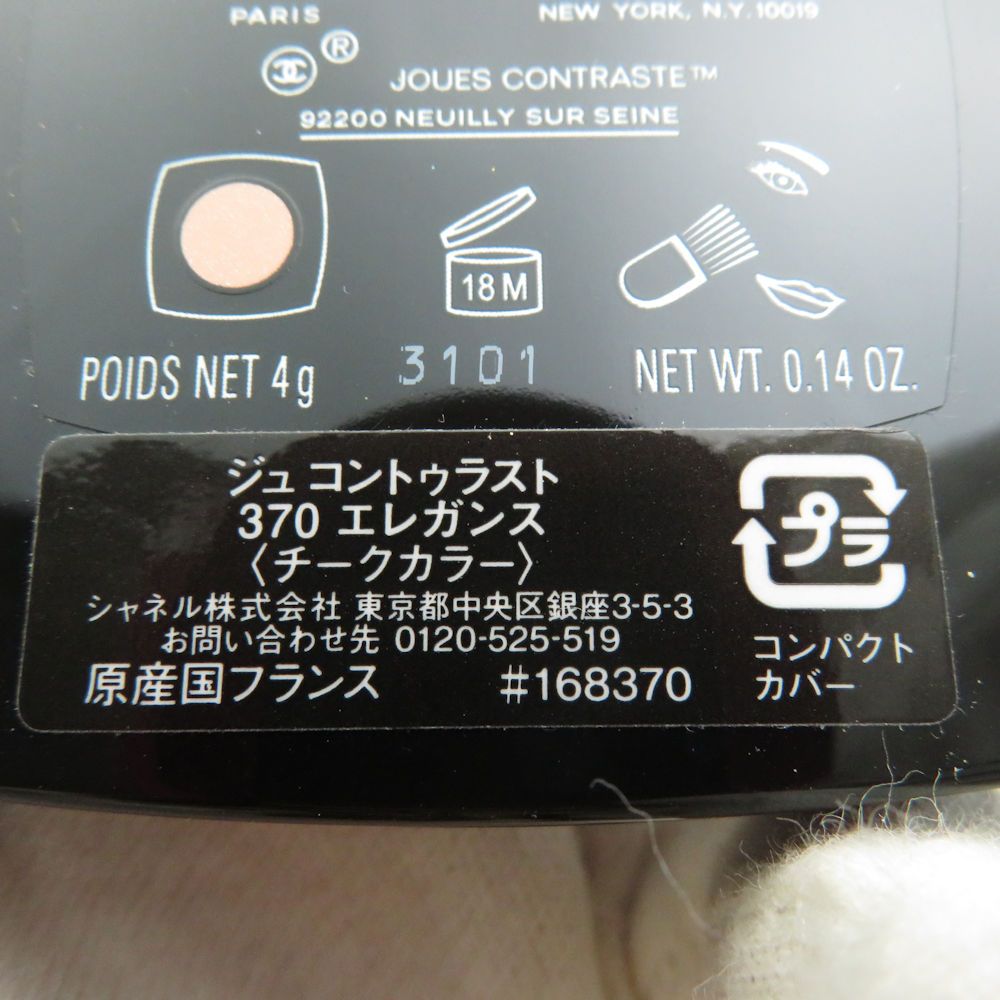 PARIS NEW YORK, N.Y. 10019
® JOUES CONTRASTE™
92200 NEUILLY SUR SEINE
18 M
POIDS NET 4 g 3101 NET WT. 0.14 OZ.
ジュ コントゥラスト
370 エレガンス
〈チークカラー〉
シャネル株式会社 東京都中央区銀座3-5-3
お問い合わせ先 0120-525-519
原産国フランス #168370
プラ
コンパクト
カバー